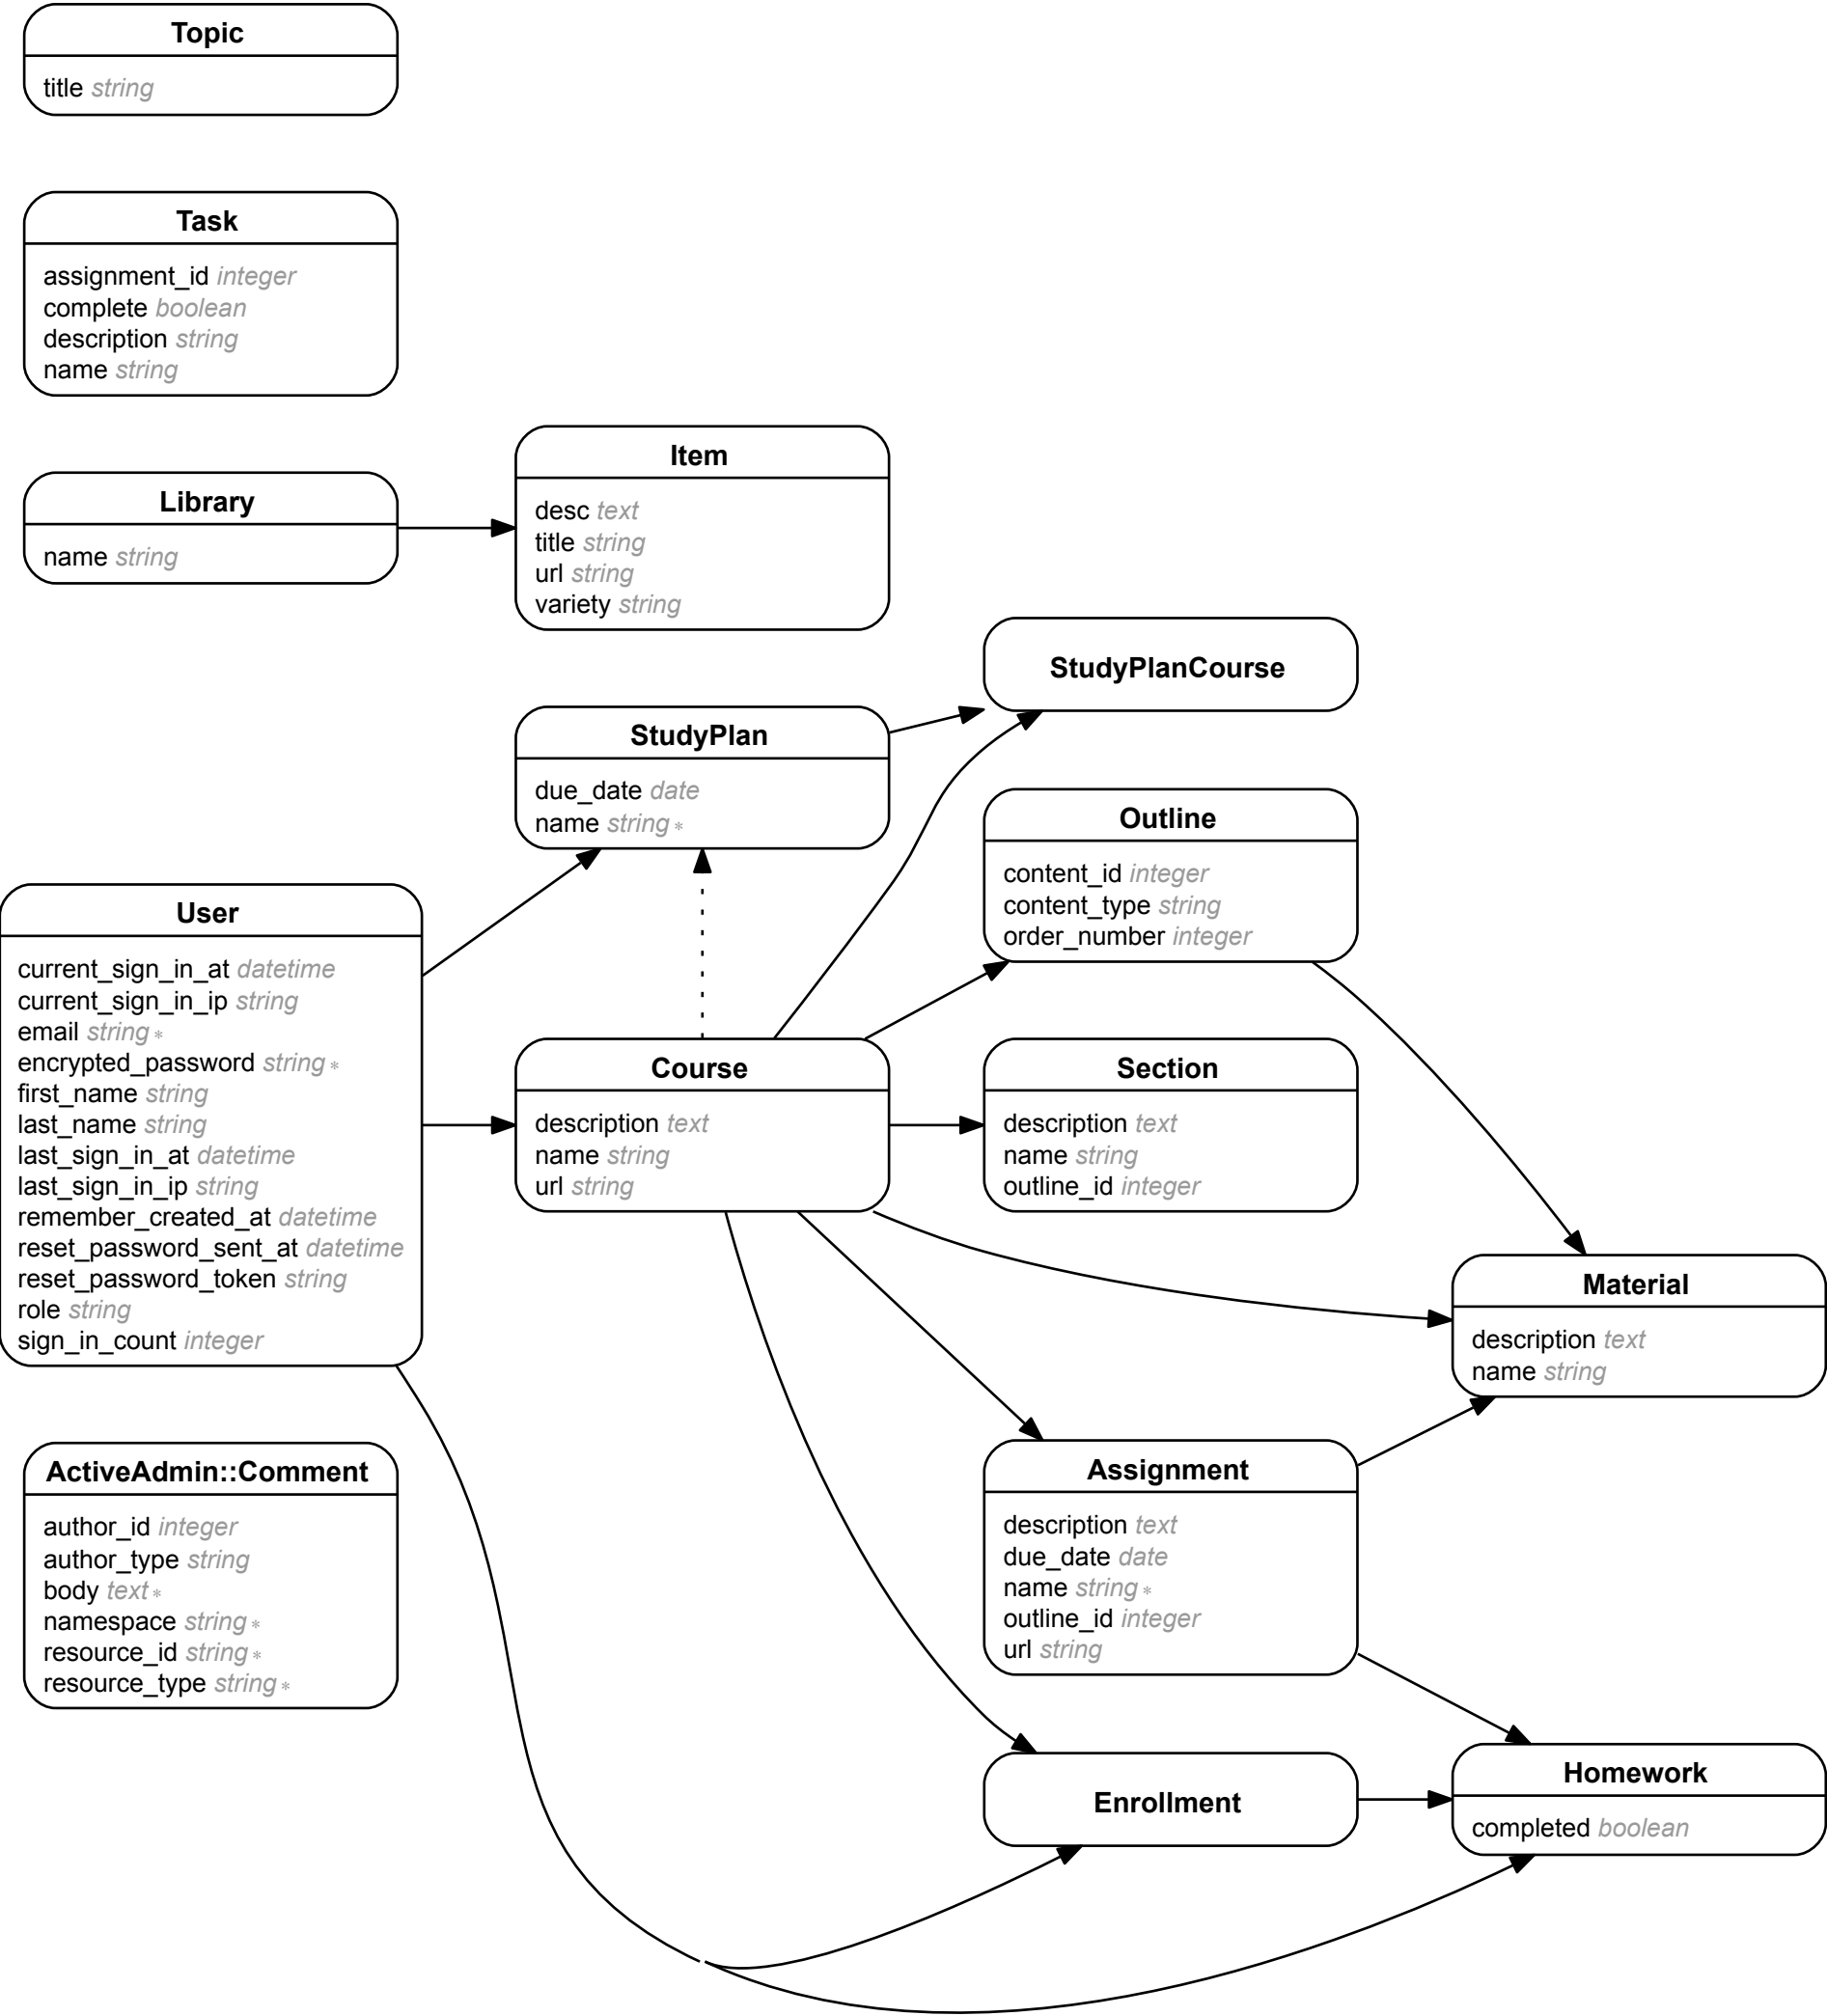 Topic
title string
Task
assignment_id integer
complete boolean
description string
name string
Library
name string
Item
desc text
title string
url string
variety string
StudyPlanCourse
StudyPlan
due_date date
name string *
Outline
content_id integer
content_type string
order_number integer
User
current_sign_in_at datetime
current_sign_in_ip string
email string *
encrypted_password string *
first_name string
last_name string
last_sign_in_at datetime
last_sign_in_ip string
remember_created_at datetime
reset_password_sent_at datetime
reset_password_token string
role string
sign_in_count integer
Course
description text
name string
url string
Section
description text
name string
outline_id integer
Material
description text
name string
ActiveAdmin::Comment
author_id integer
author_type string
body text *
namespace string *
resource_id string *
resource_type string *
Assignment
description text
due_date date
name string *
outline_id integer
url string
Enrollment
Homework
completed boolean